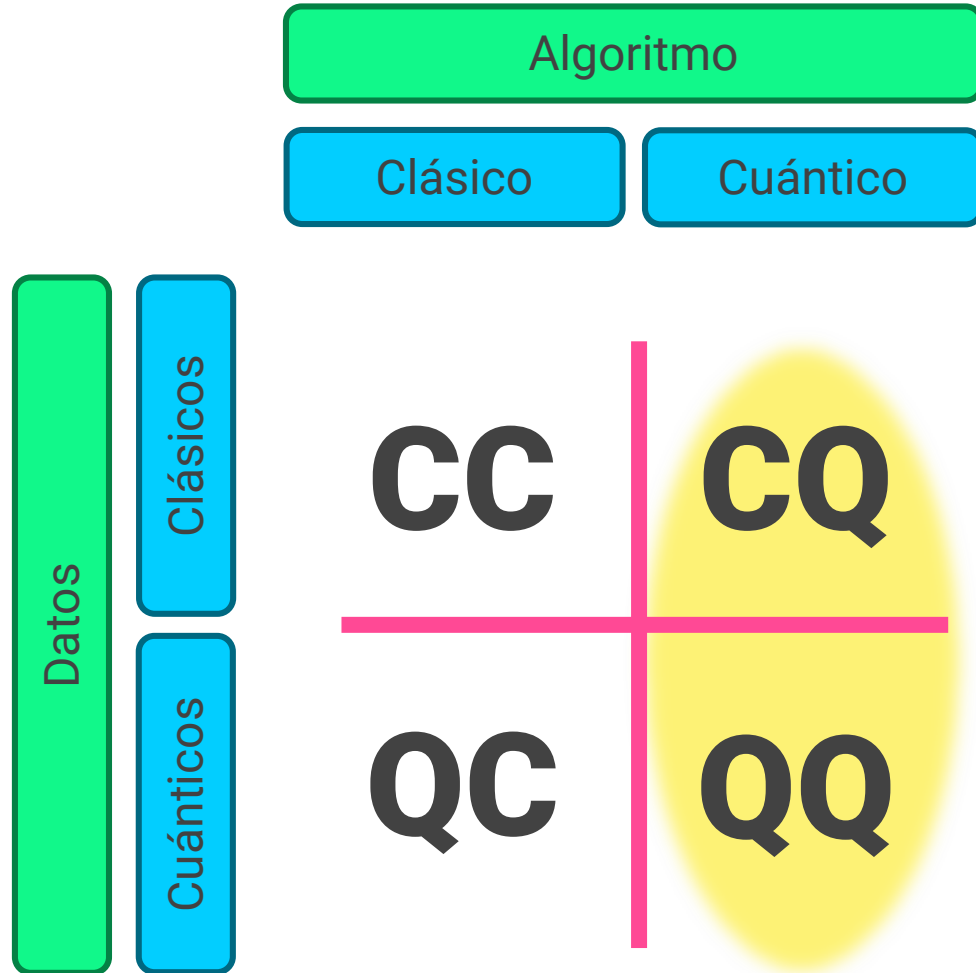 Algoritmo
Clásico
Cuántico
Datos
Clásicos
Cuánticos
CC
CQ
QC
QQ